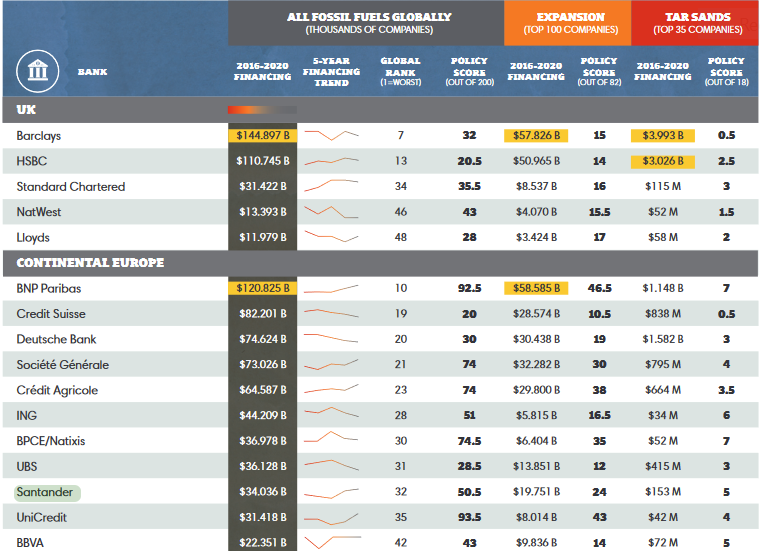 ALL FOSSIL FUELS GLOBALLY EXPANSION TAR SANDS
(THOUSANDS OF COMPANIES) (TOP 100 COMPANIES) (TOP 35 COMPANIES)
BANK 2016-2020 FINANCING 5-YEAR FINANCING TREND GLOBAL RANK (1=WORST) POLICY SCORE (OUT OF 200) 2016-2020 FINANCING POLICY SCORE (OUT OF 82) 2016-2020 FINANCING POLICY SCORE (OUT OF 18)
UK
Barclays $144.897 B 7 32 $57.826 B 15 $3.993 B 0.5
HSBC $110.745 B 13 20.5 $50.965 B 14 $3.026 B 2.5
Standard Chartered $31.422 B 34 35.5 $8.537 B 16 $115 M 3
NatWest $13.393 B 46 43 $4.070 B 15.5 $52 M 1.5
Lloyds $11.979 B 48 28 $3.424 B 17 $58 M 2
CONTINENTAL EUROPE
BNP Paribas $120.825 B 10 92.5 $58.585 B 46.5 $1.148 B 7
Credit Suisse $82.201 B 19 20 $28.574 B 10.5 $838 M 0.5
Deutsche Bank $74.624 B 20 30 $30.438 B 19 $1.582 B 3
Société Générale $73.026 B 21 74 $32.282 B 30 $795 M 4
Crédit Agricole $64.587 B 23 74 $29.800 B 38 $664 M 3.5
ING $44.209 B 28 51 $5.815 B 16.5 $34 M 6
BPCE/Natixis $36.978 B 30 74.5 $6.404 B 35 $52 M 7
UBS $36.128 B 31 28.5 $13.851 B 12 $415 M 3
Santander $34.036 B 32 50.5 $19.751 B 24 $153 M 5
UniCredit $31.418 B 35 93.5 $8.014 B 43 $42 M 4
BBVA $22.351 B 42 43 $9.836 B 14 $72 M 5